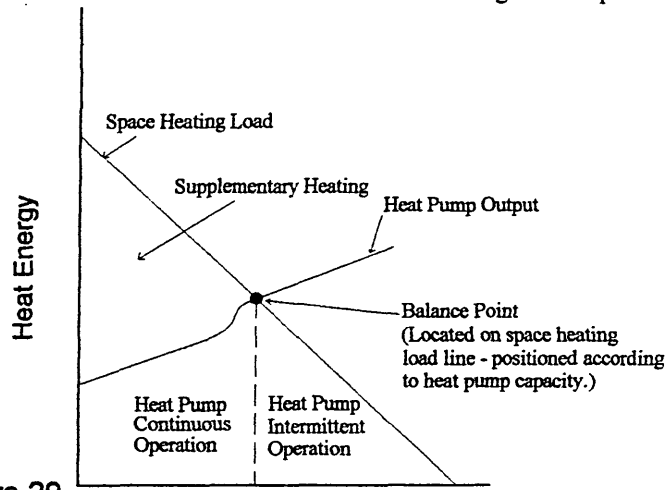 Space Heating Load
Supplementary Heating
Heat Pump Output
Heat Energy
Balance Point
(Located on space heating
load line - positioned according
to heat pump capacity.)
Heat Pump
Continuous
Operation
Heat Pump
Intermittent
Operation